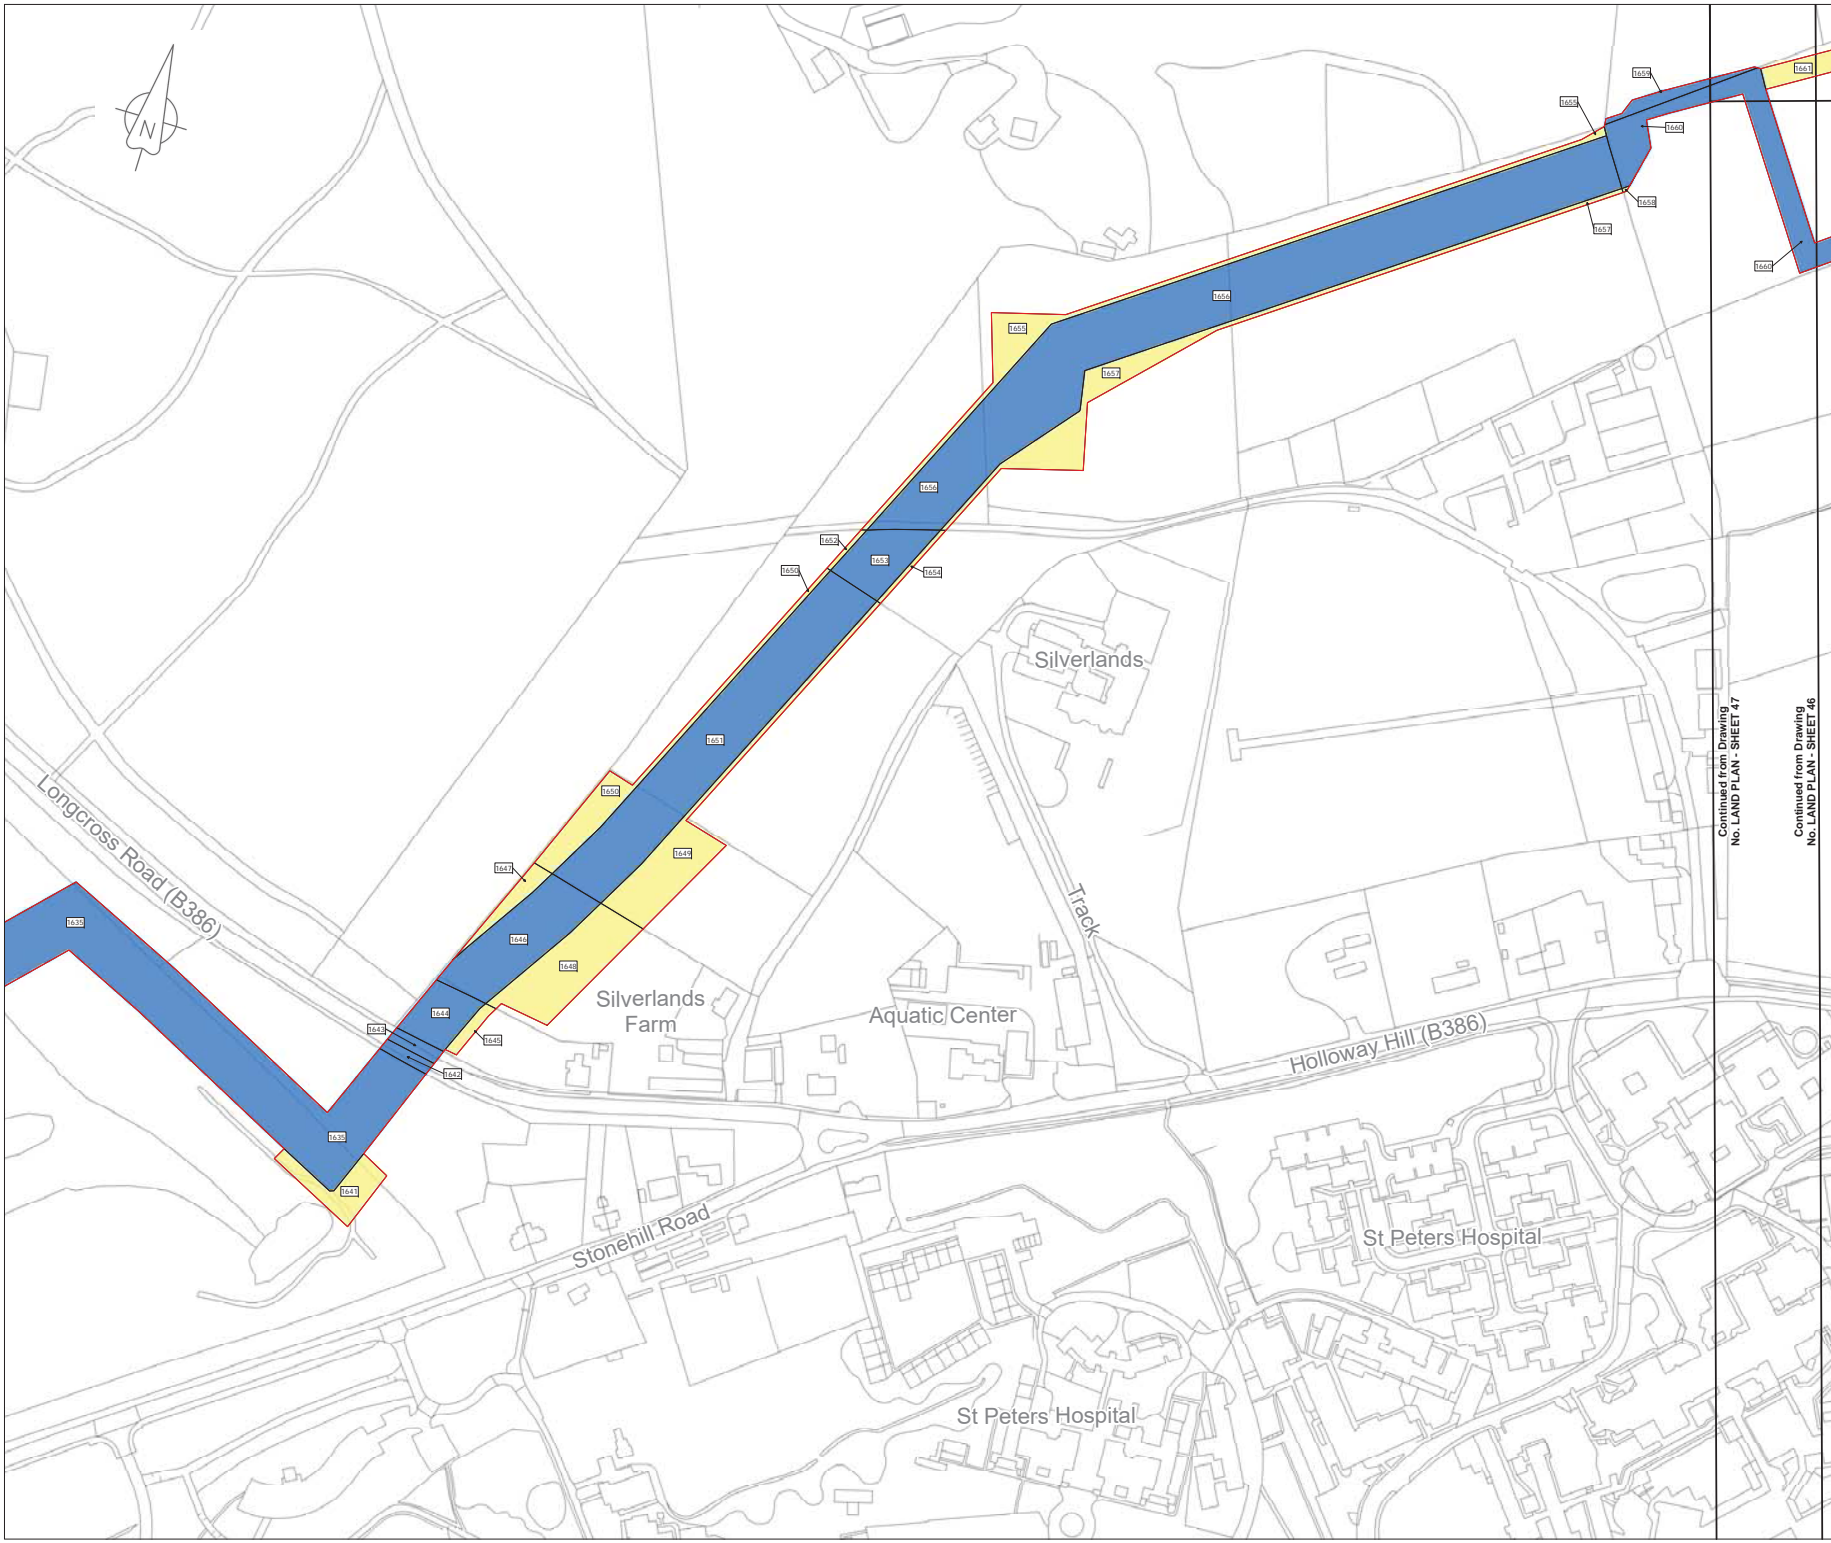 N
1659
1661
1655
1660
1658
1657
1660
1656
1655
1657
1656
1652
1653
1650
1654
Silverlands
1651
Continued from Drawing
No. LAND PLAN - SHEET 47
Continued from Drawing
No. LAND PLAN - SHEET 46
1650
Longcross Road (B386)
1649
1647
Track
1635
1646
1648
Silverlands
Farm
Aquatic Center
1644
1643
1645
Holloway Hill (B386)
1642
1635
1641
Stonehill Road
St Peters Hospital
St Peters Hospital